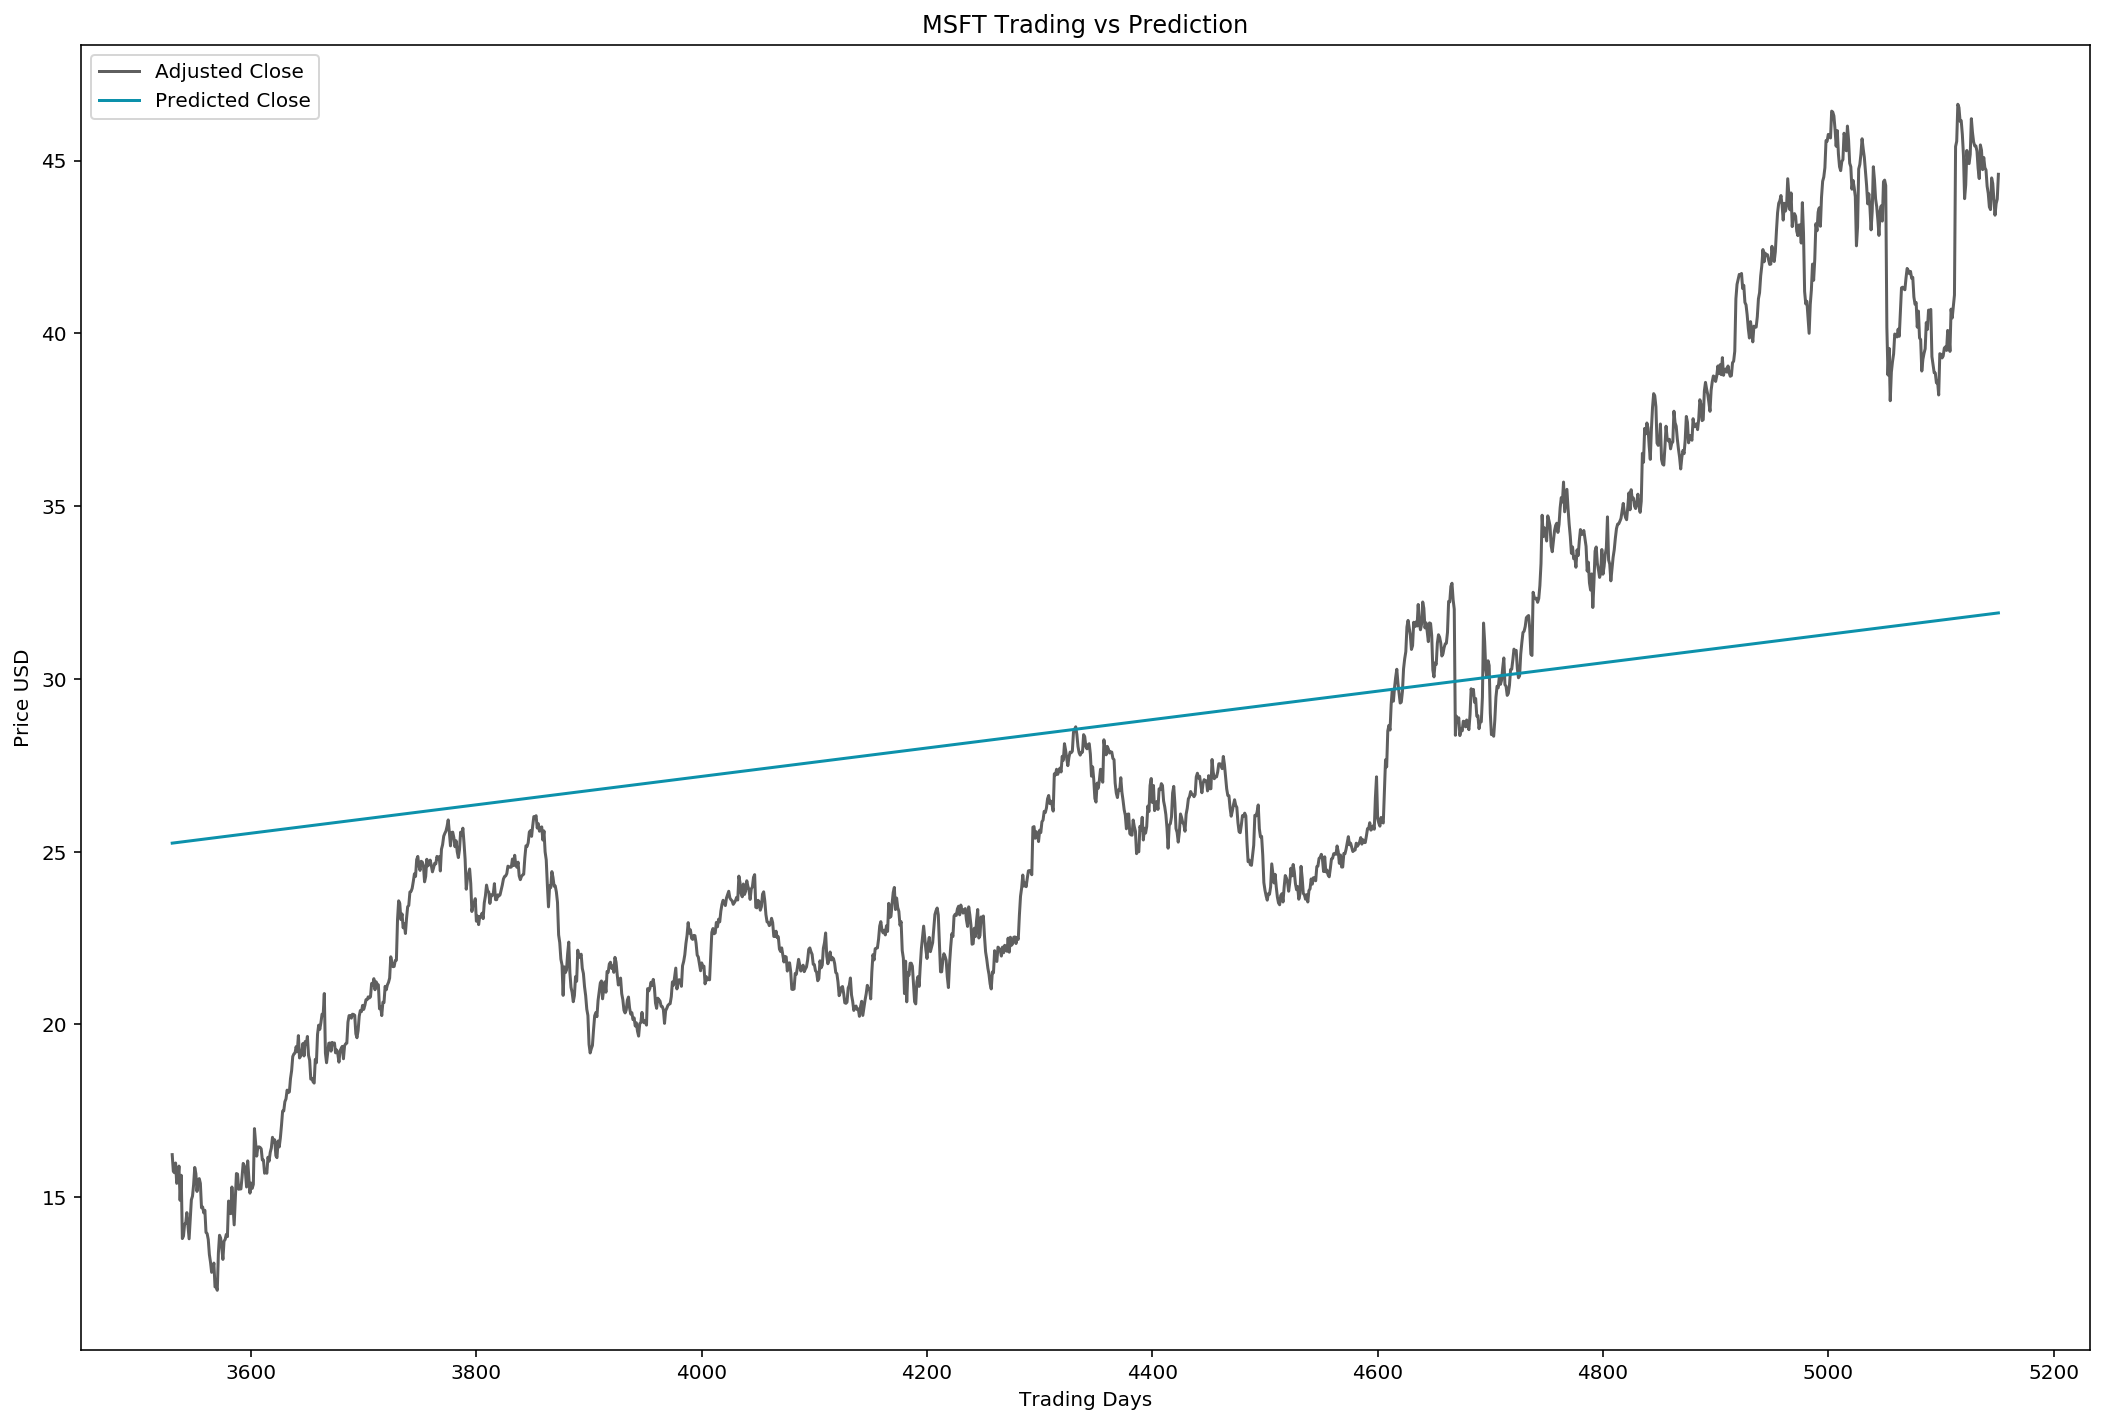 MSFT Trading vs Prediction
Adjusted Close
Predicted Close
Price USD
45
40
35
30
25
20
15
3600 3800 4000 4200 4400 4600 4800 5000 5200
Trading Days